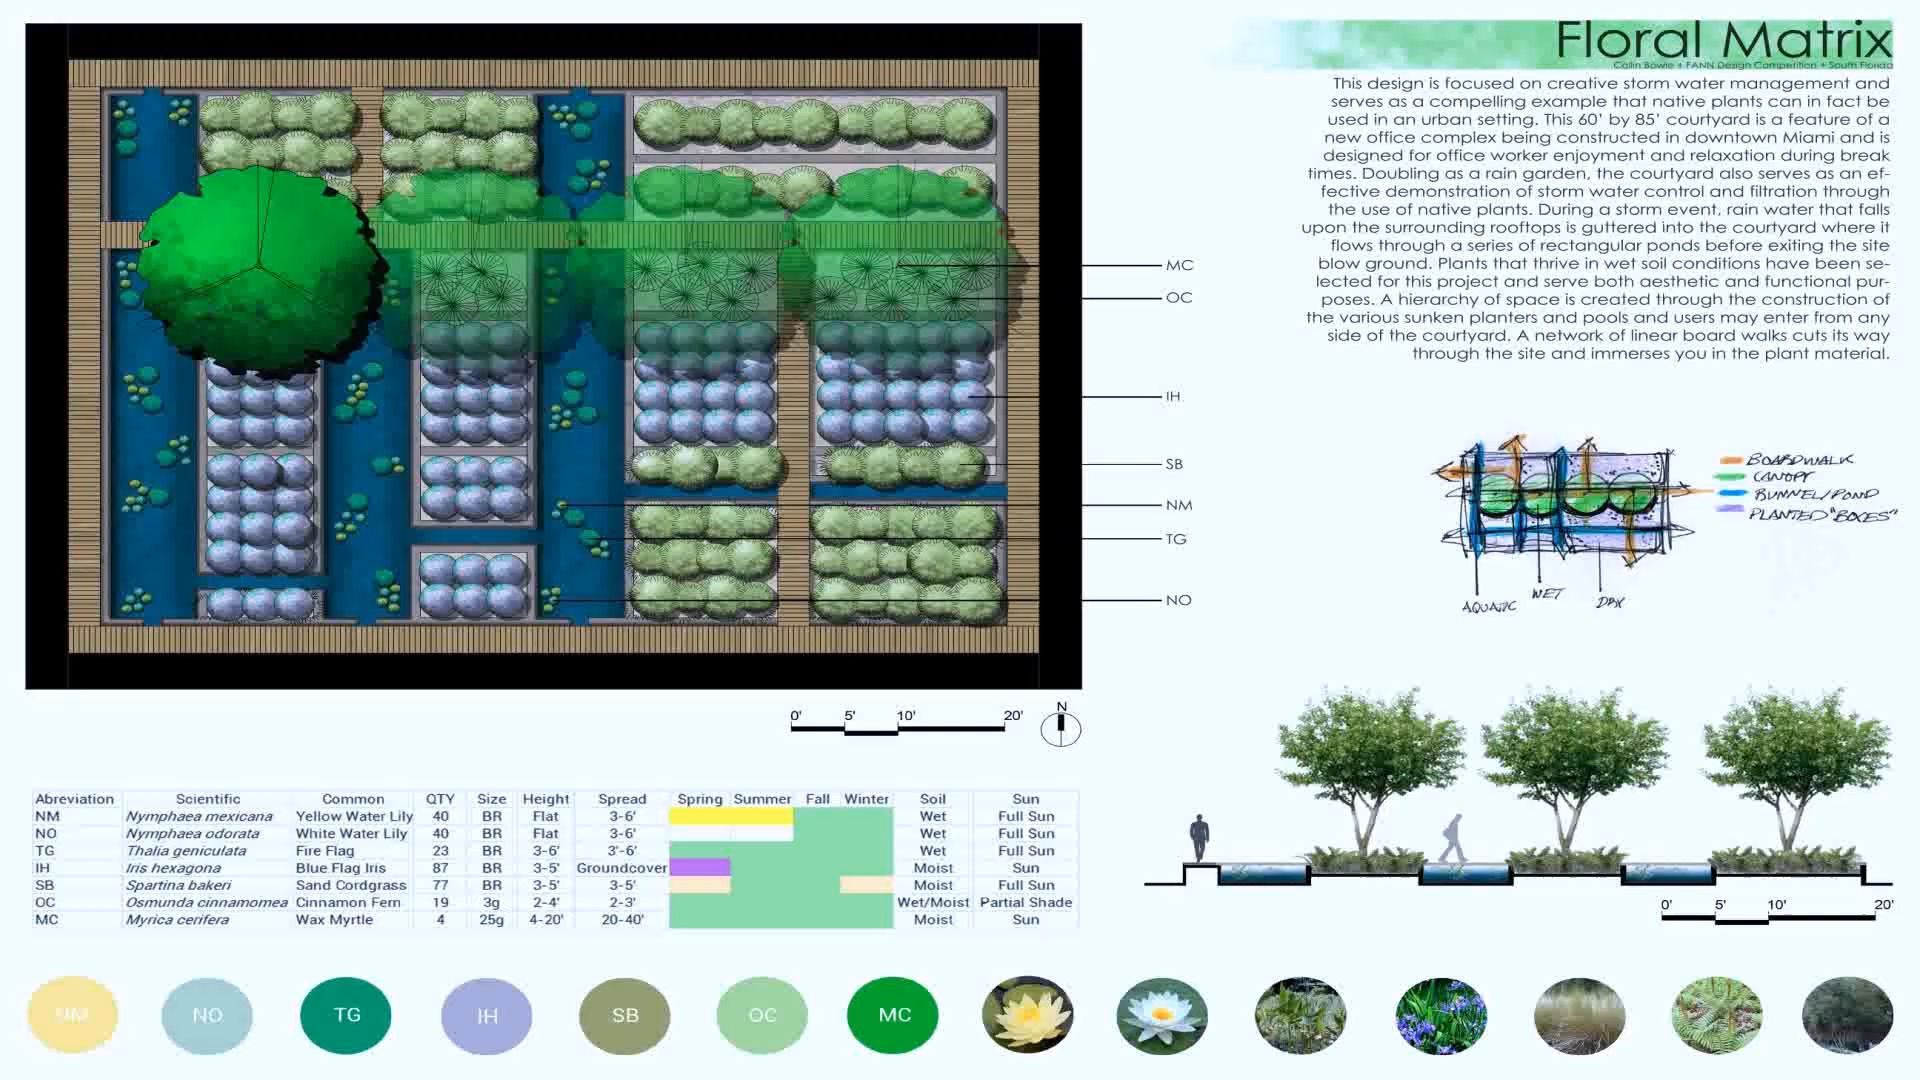 Floral Matrix
Collin Bowie + FANN Design Competition + South Florida
This design is focused on creative storm water management and
serves as a compelling example that native plants can in fact be
used in an urban setting. This 60' by 85' courtyard is a feature of a
new office complex being constructed in downtown Miami and is
designed for office worker enjoyment and relaxation during break
times. Doubling as a rain garden, the courtyard also serves as an ef-
fective demonstration of storm water control and filtration through
the use of native plants. During a storm event, rain water that falls
upon the surrounding rooftops is guttered into the courtyard where it
flows through a series of rectangular ponds before exiting the site
blow ground. Plants that thrive in wet soil conditions have been se-
lected for this project and serve both aesthetic and functional pur-
poses. A hierarchy of space is created through the construction of
the various sunken planters and pools and users may enter from any
side of the courtyard. A network of linear board walks cuts its way
through the site and immerses you in the plant material.
MC
OC
IH
SB
NM
TG
NO
BOARDWALK
CANOPY
RUNNEL/POND
PLANTED "BOXES"
AQUATIC WET DRY
0' 5' 10' 20'
N
Abreviation Scientific Common QTY Size Height Spread Spring Summer Fall Winter Soil Sun
NM Nymphaea mexicana Yellow Water Lily 40 BR Flat 3-6' Wet Full Sun
NO Nymphaea odorata White Water Lily 40 BR Flat 3-6' Wet Full Sun
TG Thalia geniculata Fire Flag 23 BR 3-6' 3'-6' Wet Full Sun
IH Iris hexagona Blue Flag Iris 87 BR 3-5' Groundcover Moist Sun
SB Spartina bakeri Sand Cordgrass 77 BR 3-5' 3-5' Moist Full Sun
OC Osmunda cinnamomea Cinnamon Fern 19 3g 2-4' 2-3' Wet/Moist Partial Shade
MC Myrica cerifera Wax Myrtle 4 25g 4-20' 20-40' Moist Sun
0' 5' 10' 20'
NM NO TG IH SB OC MC